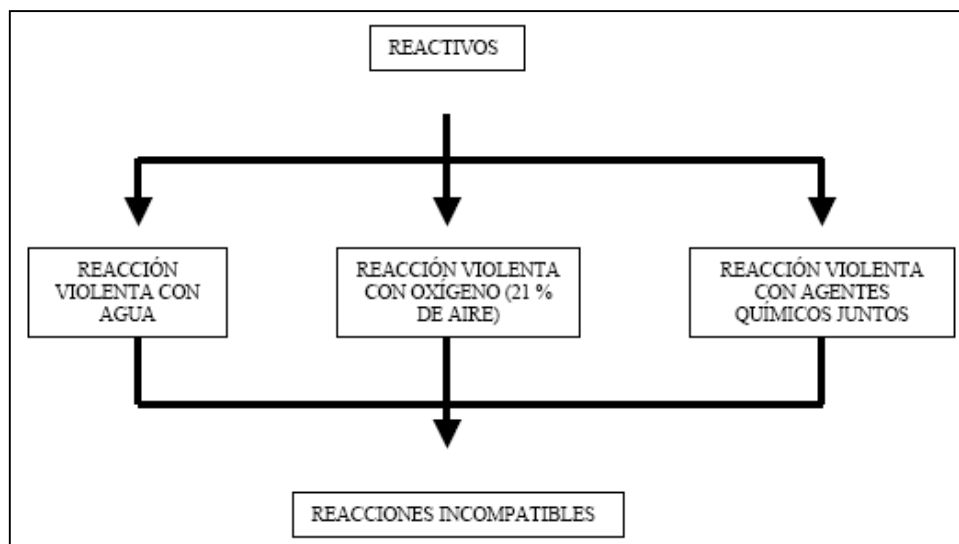 REACTIVOS
REACCIÓN
VIOLENTA CON
AGUA
REACCIÓN VIOLENTA
CON OXÍGENO (21 %
DE AIRE)
REACCIÓN VIOLENTA
CON AGENTES
QUÍMICOS JUNTOS
REACCIONES INCOMPATIBLES